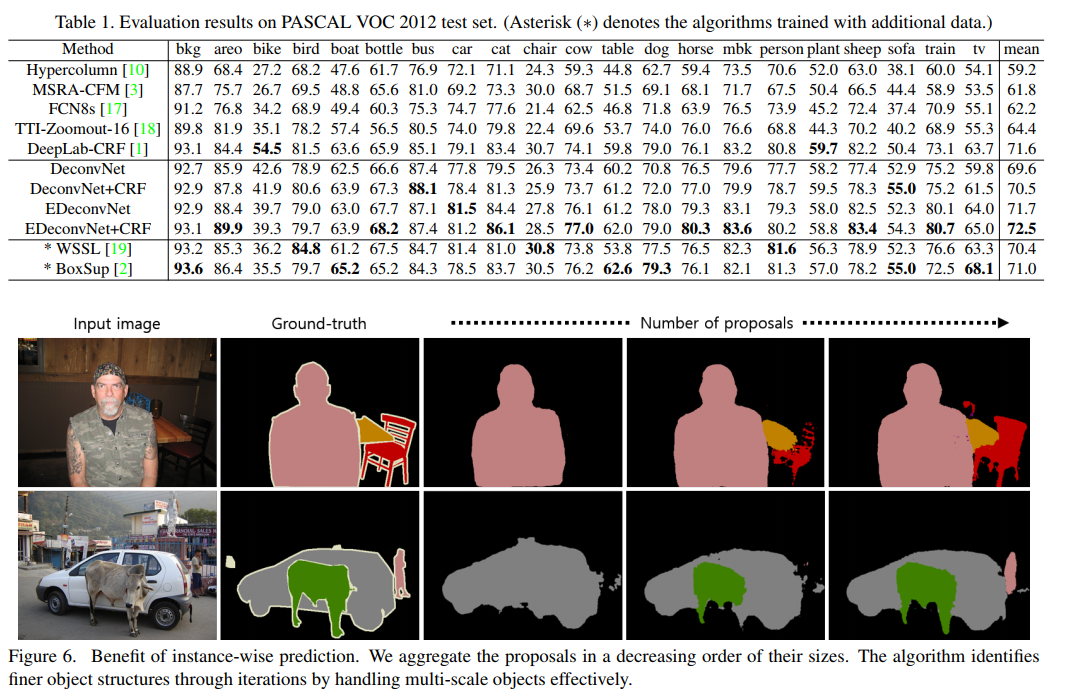 Table 1. Evaluation results on PASCAL VOC 2012 test set. (Asterisk (∗) denotes the algorithms trained with additional data.)
Method bkg areo bike bird boat bottle bus car cat chair cow table dog horse mbk person plant sheep sofa train tv mean
Hypercolumn [10] 88.9 68.4 27.2 68.2 47.6 61.7 76.9 72.1 71.1 24.3 59.3 44.8 62.7 59.4 73.5 70.6 52.0 63.0 38.1 60.0 54.1 59.2
MSRA-CFM [3] 87.7 75.7 26.7 69.5 48.8 65.6 81.0 69.2 73.3 30.0 68.7 51.5 69.1 68.1 71.7 67.5 50.4 66.5 44.4 58.9 53.5 61.8
FCN8s [17] 91.2 76.8 34.2 68.9 49.4 60.3 75.3 74.7 77.6 21.4 62.5 46.8 71.8 63.9 76.5 73.9 45.2 72.4 37.4 70.9 55.1 62.2
TTI-Zoomout-16 [18] 89.8 81.9 35.1 78.2 57.4 56.5 80.5 74.0 79.8 22.4 69.6 53.7 74.0 76.0 76.6 68.8 44.3 70.2 40.2 68.9 55.3 64.4
DeepLab-CRF [1] 93.1 84.4 54.5 81.5 63.6 65.9 85.1 79.1 83.4 30.7 74.1 59.8 79.0 76.1 83.2 80.8 59.7 82.2 50.4 73.1 63.7 71.6
DeconvNet 92.7 85.9 42.6 78.9 62.5 66.6 87.4 77.8 79.5 26.3 73.4 60.2 70.8 76.5 79.6 77.7 58.2 77.4 52.9 75.2 59.8 69.6
DeconvNet+CRF 92.9 87.8 41.9 80.6 63.9 67.3 88.1 78.4 81.3 25.9 73.7 61.2 72.0 77.0 79.9 78.7 59.5 78.3 55.0 75.2 61.5 70.5
EDeconvNet 92.9 88.4 39.7 79.0 63.0 67.7 87.1 81.5 84.4 27.8 76.1 61.2 78.0 79.3 83.1 79.3 58.0 82.5 52.3 80.1 64.0 71.7
EDeconvNet+CRF 93.1 89.9 39.3 79.7 63.9 68.2 87.4 81.2 86.1 28.5 77.0 62.0 79.0 80.3 83.6 80.2 58.8 83.4 54.3 80.7 65.0 72.5
* WSSL [19] 93.2 85.3 36.2 84.8 61.2 67.5 84.7 81.4 81.0 30.8 73.8 53.8 77.5 76.5 82.3 81.6 56.3 78.9 52.3 76.6 63.3 70.4
* BoxSup [2] 93.6 86.4 35.5 79.7 65.2 65.2 84.3 78.5 83.7 30.5 76.2 62.6 79.3 76.1 82.1 81.3 57.0 78.2 55.0 72.5 68.1 71.0
Input image Ground-truth Number of proposals
Figure 6. Benefit of instance-wise prediction. We aggregate the proposals in a decreasing order of their sizes. The algorithm identifies
finer object structures through iterations by handling multi-scale objects effectively.